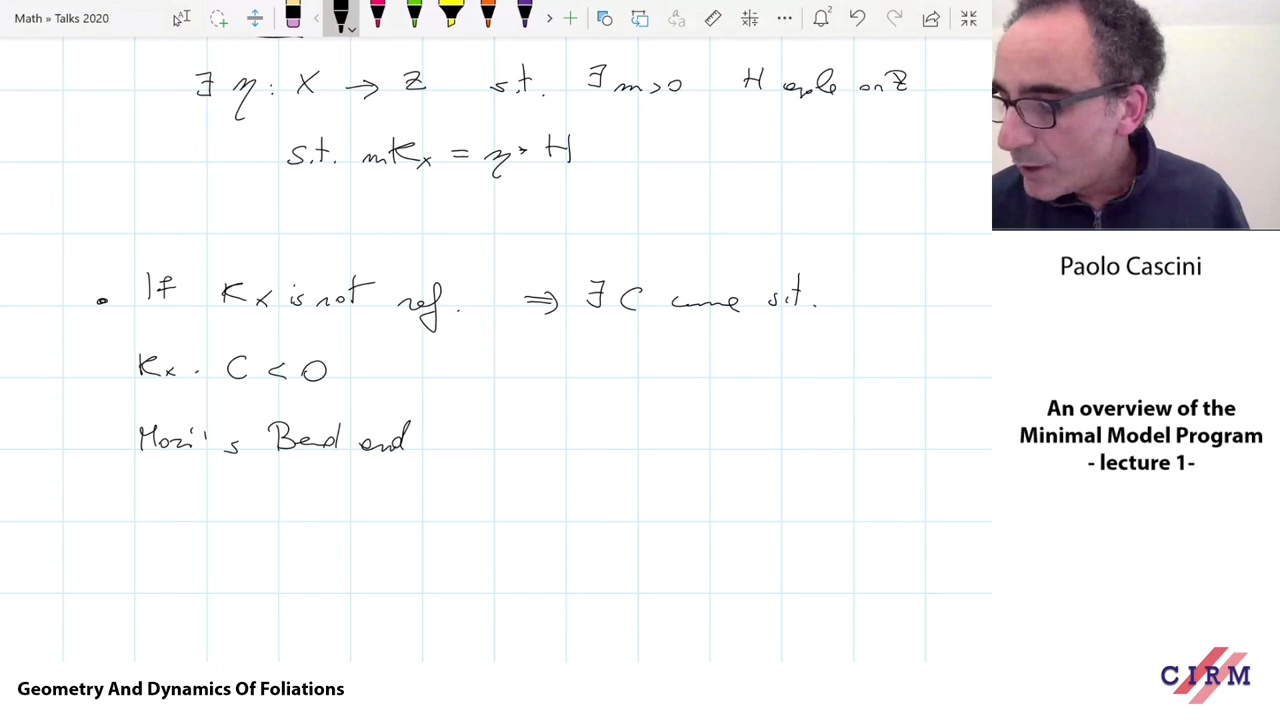 Math » Talks 2020
∃ η : X → Z s.t. ∃ m>0 H ample on Z
s.t. mK_X = η* H
• If K_X is not nef. ⇒ ∃ C curve s.t.
K_X . C < 0
Mori's Bend and
Paolo Cascini
An overview of the
Minimal Model Program
- lecture 1-
Geometry And Dynamics Of Foliations
CIRM